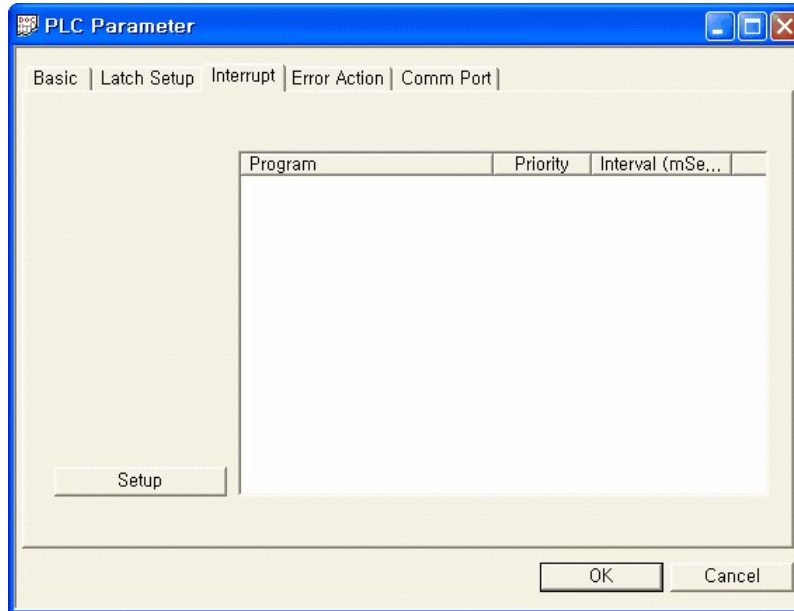 PLC Parameter
Basic Latch Setup Interrupt Error Action Comm Port
Program Priority Interval (mSe...
Setup
OK Cancel